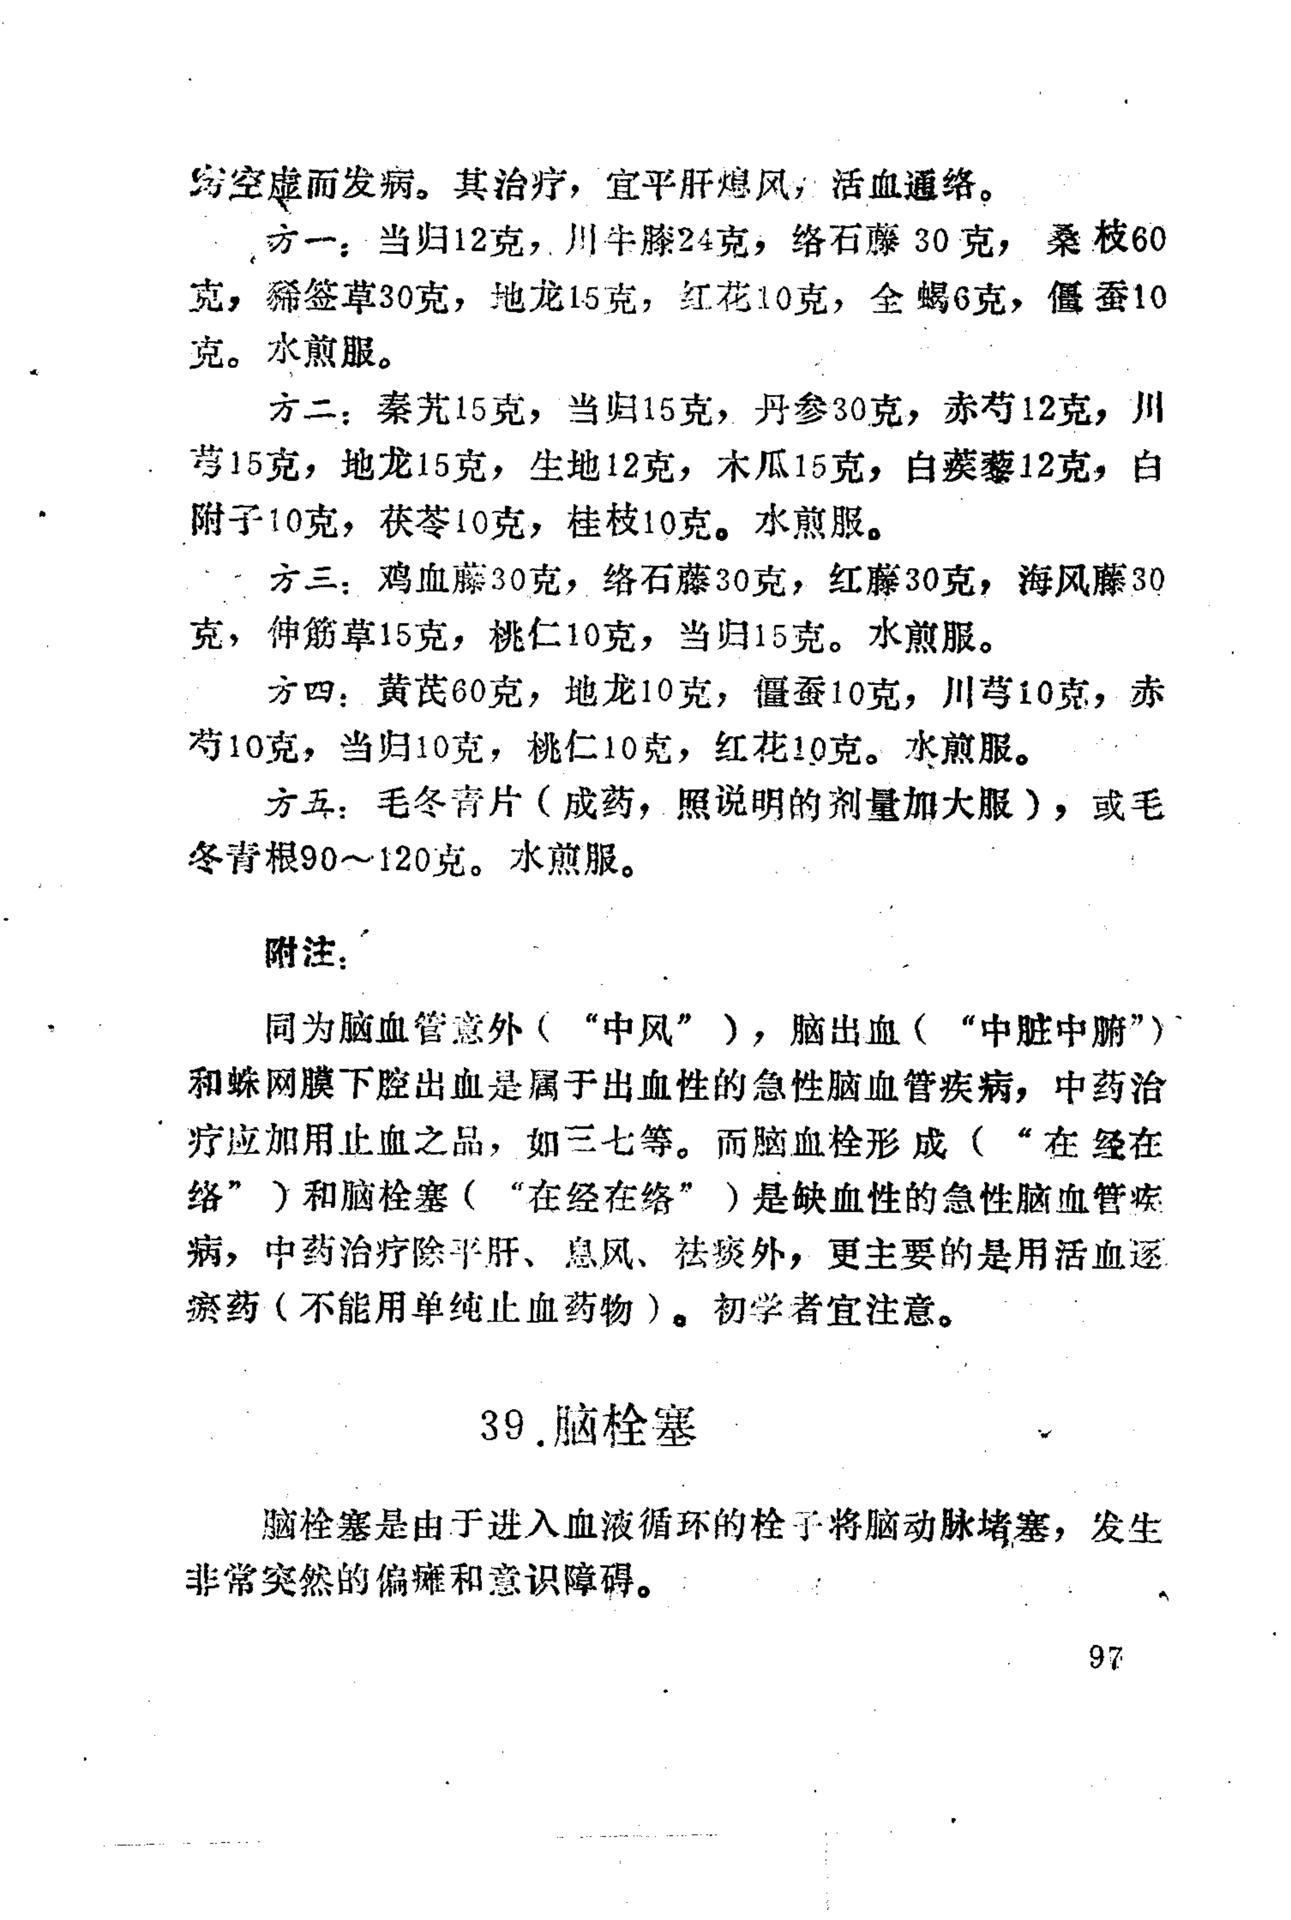 窍空虚而发病。其治疗，宜平肝熄风，活血通络。
方一：当归12克，川牛膝24克，络石藤30克，桑枝60
克，豨签草30克，地龙15克，红花10克，全蝎6克，僵蚕10
克。水煎服。
方二：秦艽15克，当归15克，丹参30克，赤芍12克，川
芎15克，地龙15克，生地12克，木瓜15克，白蒺藜12克，白
附子10克，茯苓10克，桂枝10克。水煎服。
方三：鸡血藤30克，络石藤30克，红藤30克，海风藤30
克，伸筋草15克，桃仁10克，当归15克。水煎服。
方四：黄芪60克，地龙10克，僵蚕10克，川芎10克，赤
芍10克，当归10克，桃仁10克，红花10克。水煎服。
方五：毛冬青片（成药，照说明的剂量加大服），或毛
冬青根90～120克。水煎服。
附注：
同为脑血管意外（“中风”），脑出血（“中脏中腑”）
和蛛网膜下腔出血是属于出血性的急性脑血管疾病，中药治
疗应加用止血之品，如三七等。而脑血栓形成（“在经在
络”）和脑栓塞（“在经在络”）是缺血性的急性脑血管疾
病，中药治疗除平肝、息风、祛痰外，更主要的是用活血逐
瘀药（不能用单纯止血药物）。初学者宜注意。
39.脑栓塞
脑栓塞是由于进入血液循环的栓子将脑动脉堵塞，发生
非常突然的偏瘫和意识障碍。
97